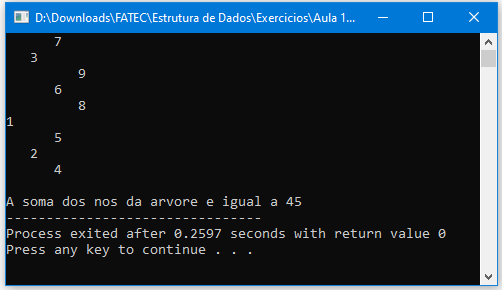 D:\Downloads\FATEC\Estrutura de Dados\Exercicios\Aula 1...
7
3
9
6
8
1
5
2
4
A soma dos nos da arvore e igual a 45
--------------------------------
Process exited after 0.2597 seconds with return value 0
Press any key to continue . . .